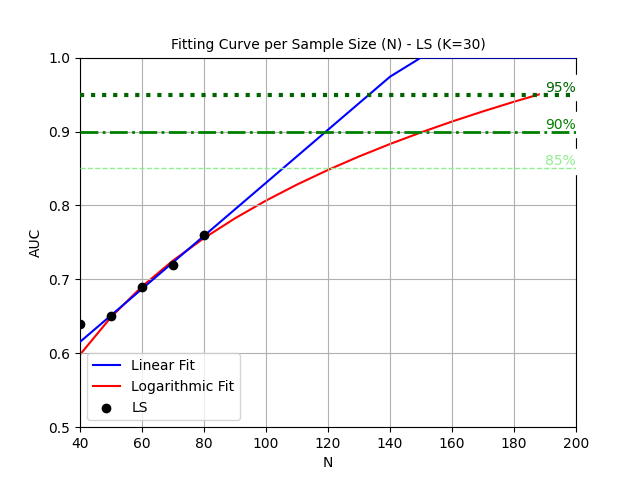 Fitting Curve per Sample Size (N) - LS (K=30)
1.0
0.9
0.8
0.7
0.6
0.5
AUC
95%
90%
85%
Linear Fit
Logarithmic Fit
LS
40 60 80 100 120 140 160 180 200
N